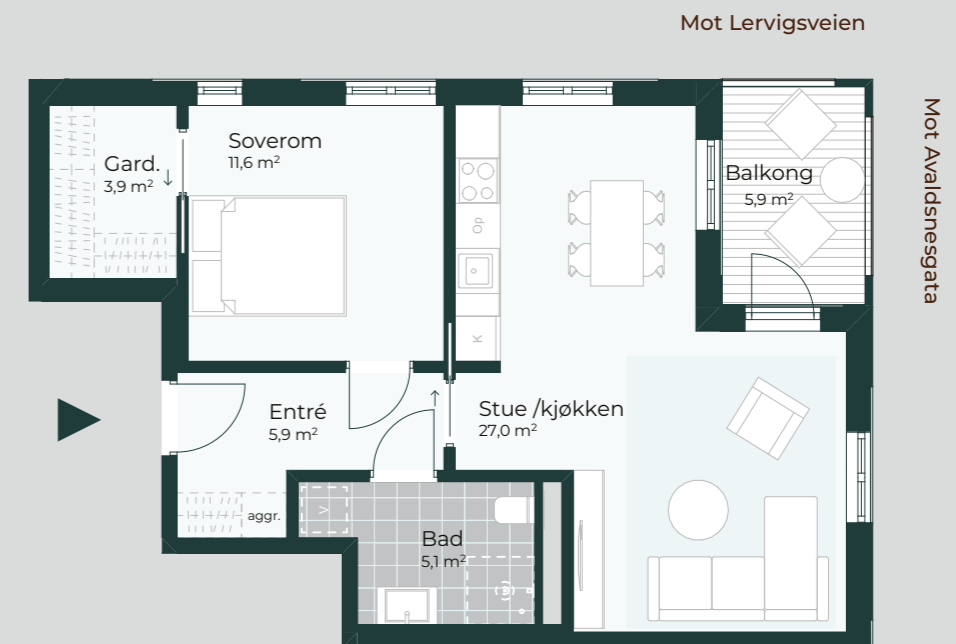 Mot Lervigsveien
Mot Avaldsnesgata
Soverom
11,6 m²
Gard.
3,9 m²
Balkong
5,9 m²
Op
K
Entré
5,9 m²
Stue /kjøkken
27,0 m²
aggr.
V
Bad
5,1 m²